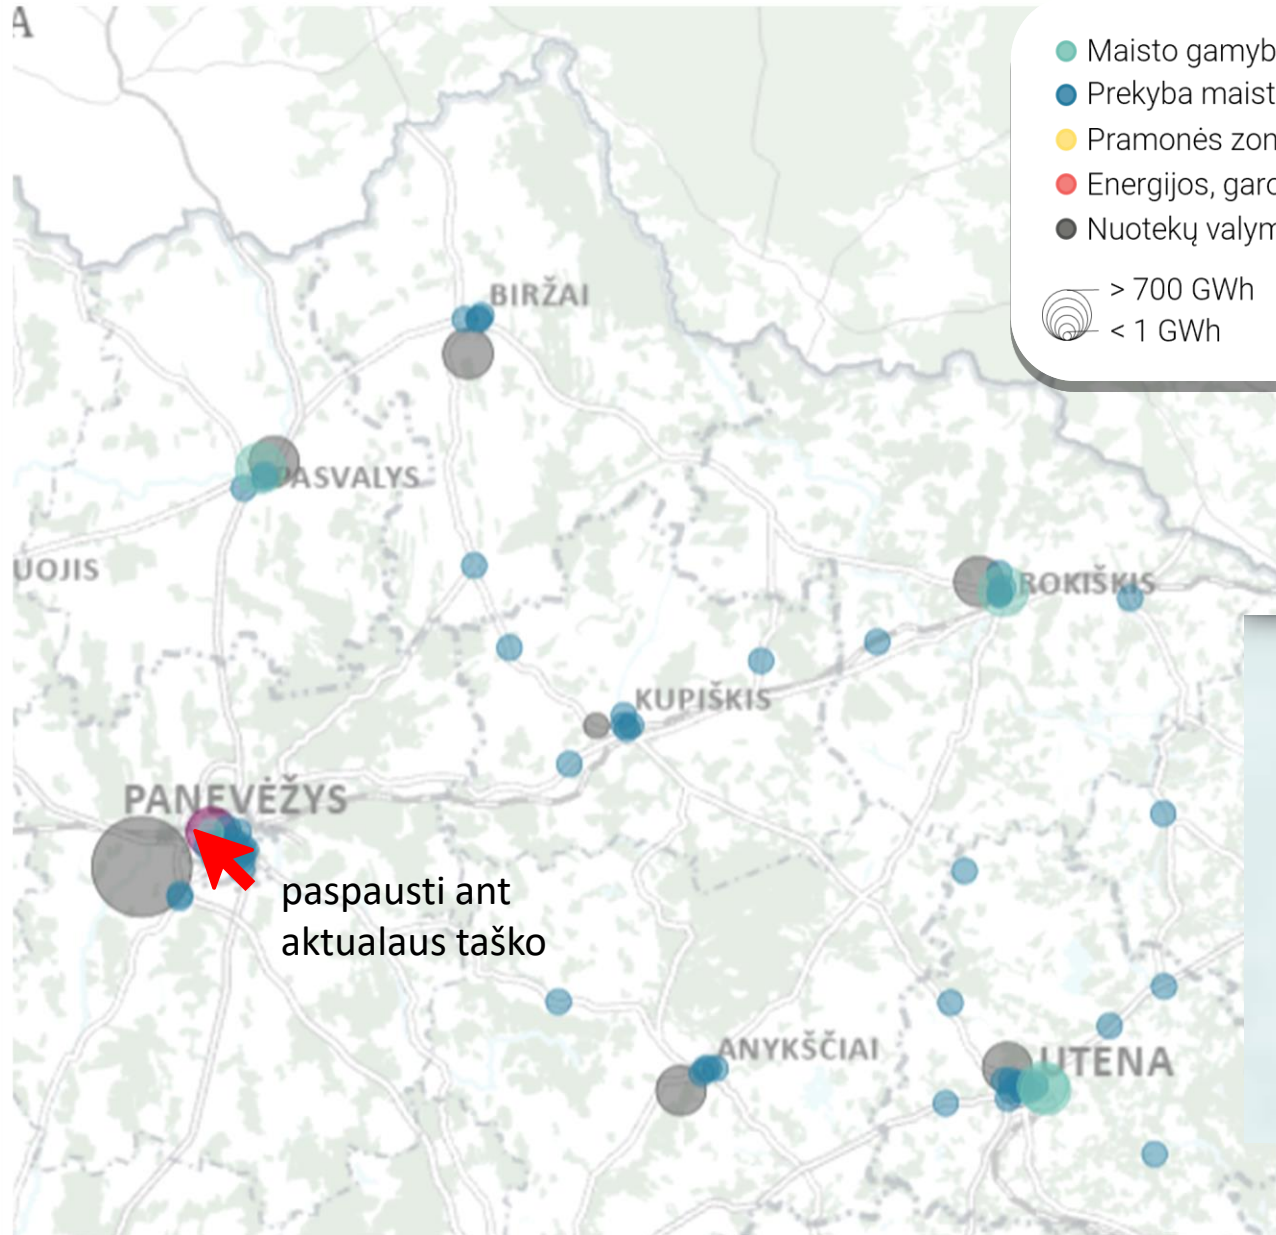 A
Maisto gamyb
Prekyba maist
Pramonės zon
Energijos, garo
Nuotekų valym
> 700 GWh
< 1 GWh
BIRŽAI
PASVALYS
UOJIS
ROKIŠKIS
KUPIŠKIS
PANEVĖŽYS
paspausti ant
aktualaus taško
ANYKŠČIAI
UTENA